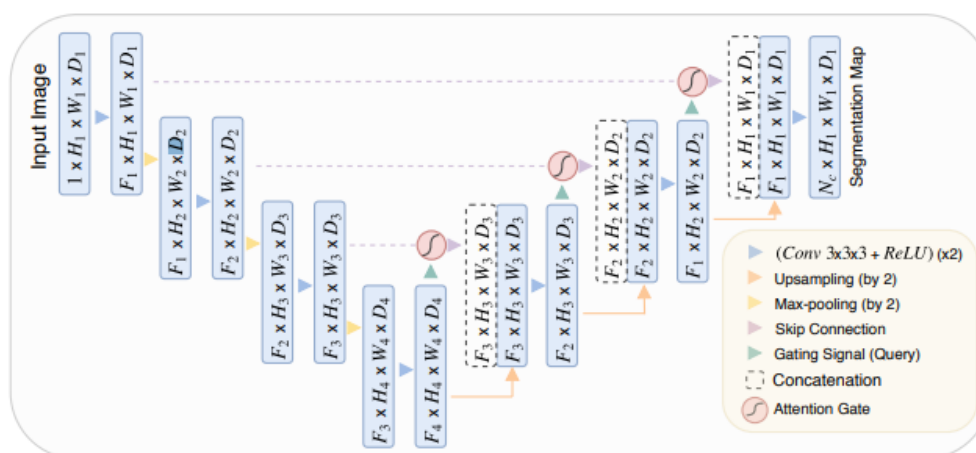 Input Image
1 x H₁ x W₁ x D₁
F₁ x H₁ x W₁ x D₁
F₁ x H₂ x W₂ x D₂
F₂ x H₂ x W₂ x D₂
F₂ x H₃ x W₃ x D₃
F₃ x H₃ x W₃ x D₃
F₃ x H₄ x W₄ x D₄
F₄ x H₄ x W₄ x D₄
F₃ x H₃ x W₃ x D₃
F₃ x H₃ x W₃ x D₃
F₂ x H₃ x W₃ x D₃
F₂ x H₂ x W₂ x D₂
F₂ x H₂ x W₂ x D₂
F₁ x H₂ x W₂ x D₂
F₁ x H₁ x W₁ x D₁
F₁ x H₁ x W₁ x D₁
N꜀ x H₁ x W₁ x D₁
Segmentation Map
(Conv 3x3x3 + ReLU) (x2)
Upsampling (by 2)
Max-pooling (by 2)
Skip Connection
Gating Signal (Query)
Concatenation
Attention Gate